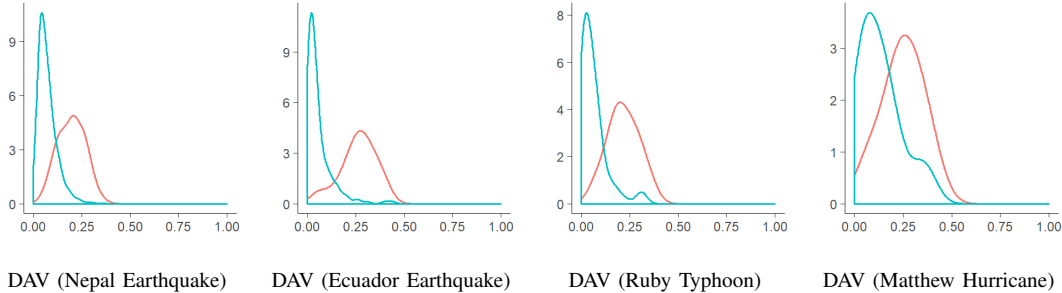 9
6
3
0
0.00 0.25 0.50 0.75 1.00
DAV (Nepal Earthquake)
9
6
3
0
0.00 0.25 0.50 0.75 1.00
DAV (Ecuador Earthquake)
8
6
4
2
0
0.00 0.25 0.50 0.75 1.00
DAV (Ruby Typhoon)
3
2
1
0
0.00 0.25 0.50 0.75 1.00
DAV (Matthew Hurricane)